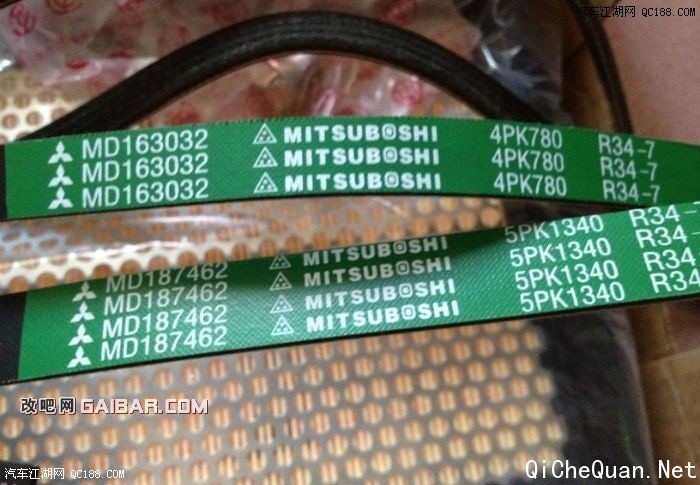 汽车江湖网 QC188.COM
MD163032 MITSUBOSHI 4PK780 R34-7
MD163032 MITSUBOSHI 4PK780 R34-7
MD163032 MITSUBOSHI 4PK780 R34-7
MD187462 MITSUBOSHI 5PK1340 R34-
MD187462 MITSUBOSHI 5PK1340 R34-
MD187462 MITSUBOSHI 5PK1340 R34-
MD187462 MITSUBOSHI 5PK1340 R34-
改吧网 GAIBAR.COM
汽车江湖网 QC188.COM
QiCheQuan.Net